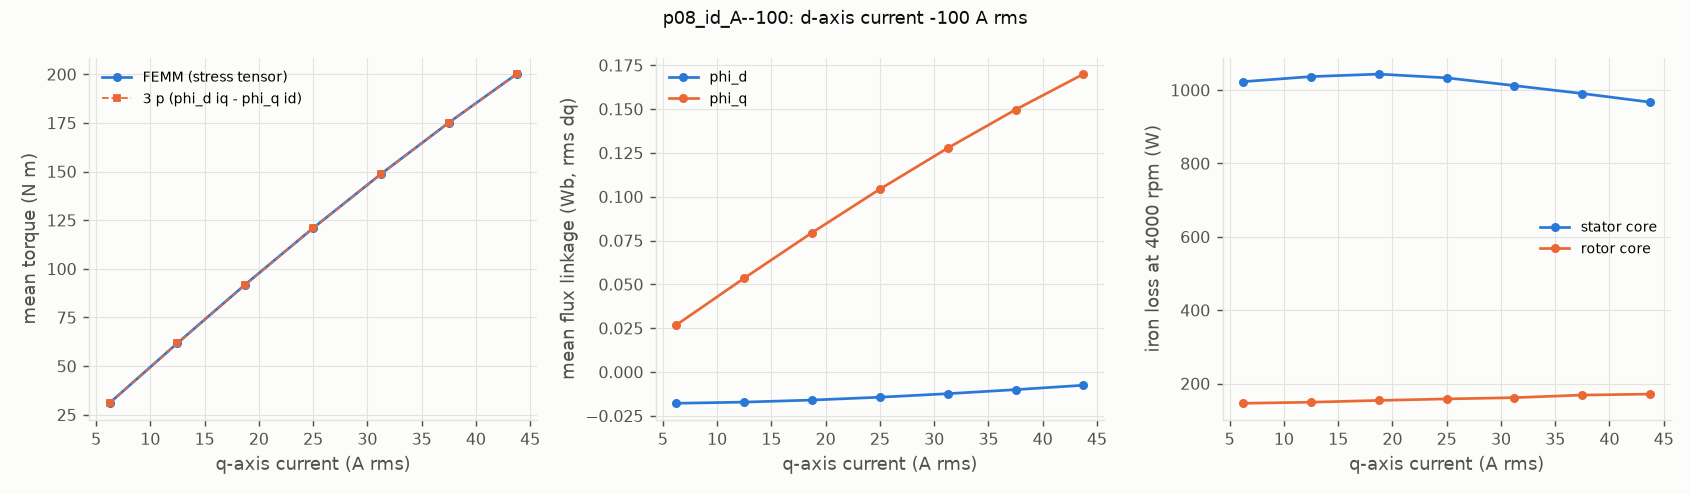 p08_id_A--100: d-axis current -100 A rms
mean torque (N m)
200
175
150
125
100
75
50
25
FEMM (stress tensor)
3 p (phi_d iq - phi_q id)
5 10 15 20 25 30 35 40 45
q-axis current (A rms)
mean flux linkage (Wb, rms dq)
0.175
0.150
0.125
0.100
0.075
0.050
0.025
0.000
−0.025
phi_d
phi_q
5 10 15 20 25 30 35 40 45
q-axis current (A rms)
iron loss at 4000 rpm (W)
1000
800
600
400
200
stator core
rotor core
5 10 15 20 25 30 35 40 45
q-axis current (A rms)